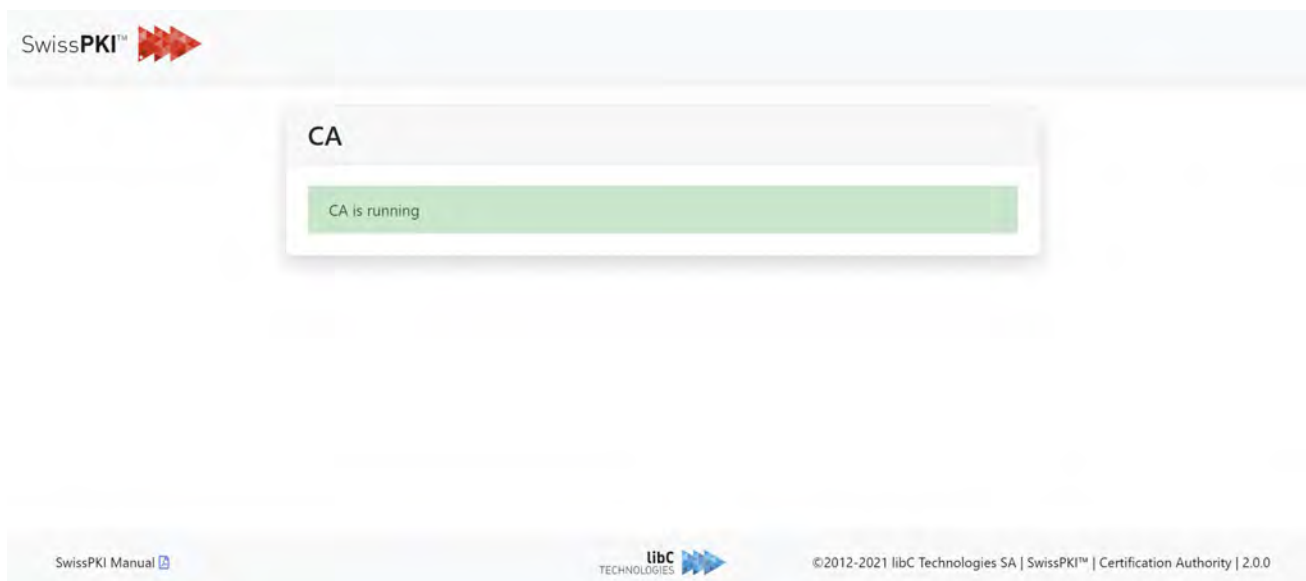 SwissPKI™
CA
CA is running
SwissPKI Manual
libC
TECHNOLOGIES
©2012-2021 libC Technologies SA | SwissPKI™ | Certification Authority | 2.0.0